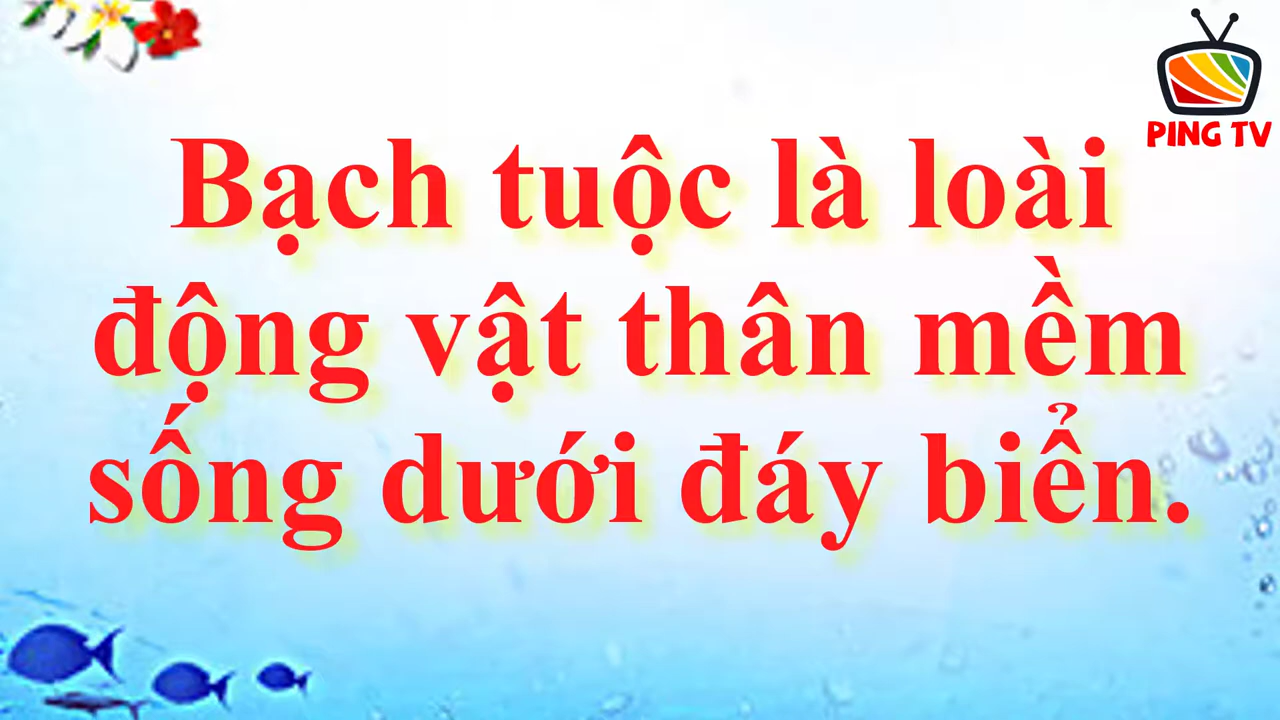 PING TV
Bạch tuộc là loài
động vật thân mềm
sống dưới đáy biển.